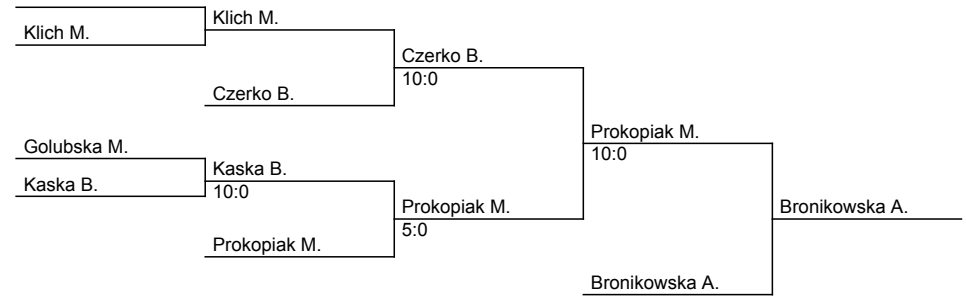 Klich M.
Klich M.
Czerko B.
10:0
Czerko B.
Prokopiak M.
10:0
Golubska M.
Kaska B.
Kaska B.
10:0
Prokopiak M.
5:0
Prokopiak M.
Bronikowska A.
Bronikowska A.